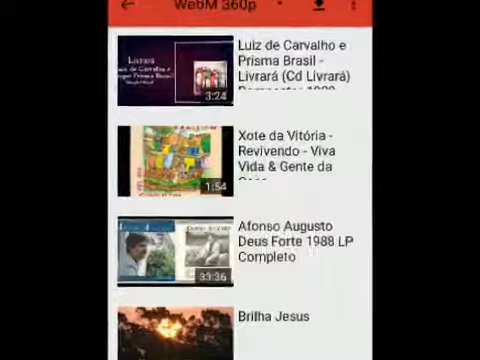 WebM 360p
Luiz de Carvalho e
Prisma Brasil -
Livrará (Cd Livrará)
Livrará
3:24
Xote da Vitória -
Revivendo - Viva
Vida & Gente da
1:54
Afonso Augusto
Deus Forte 1988 LP
Completo
33:36
Brilha Jesus